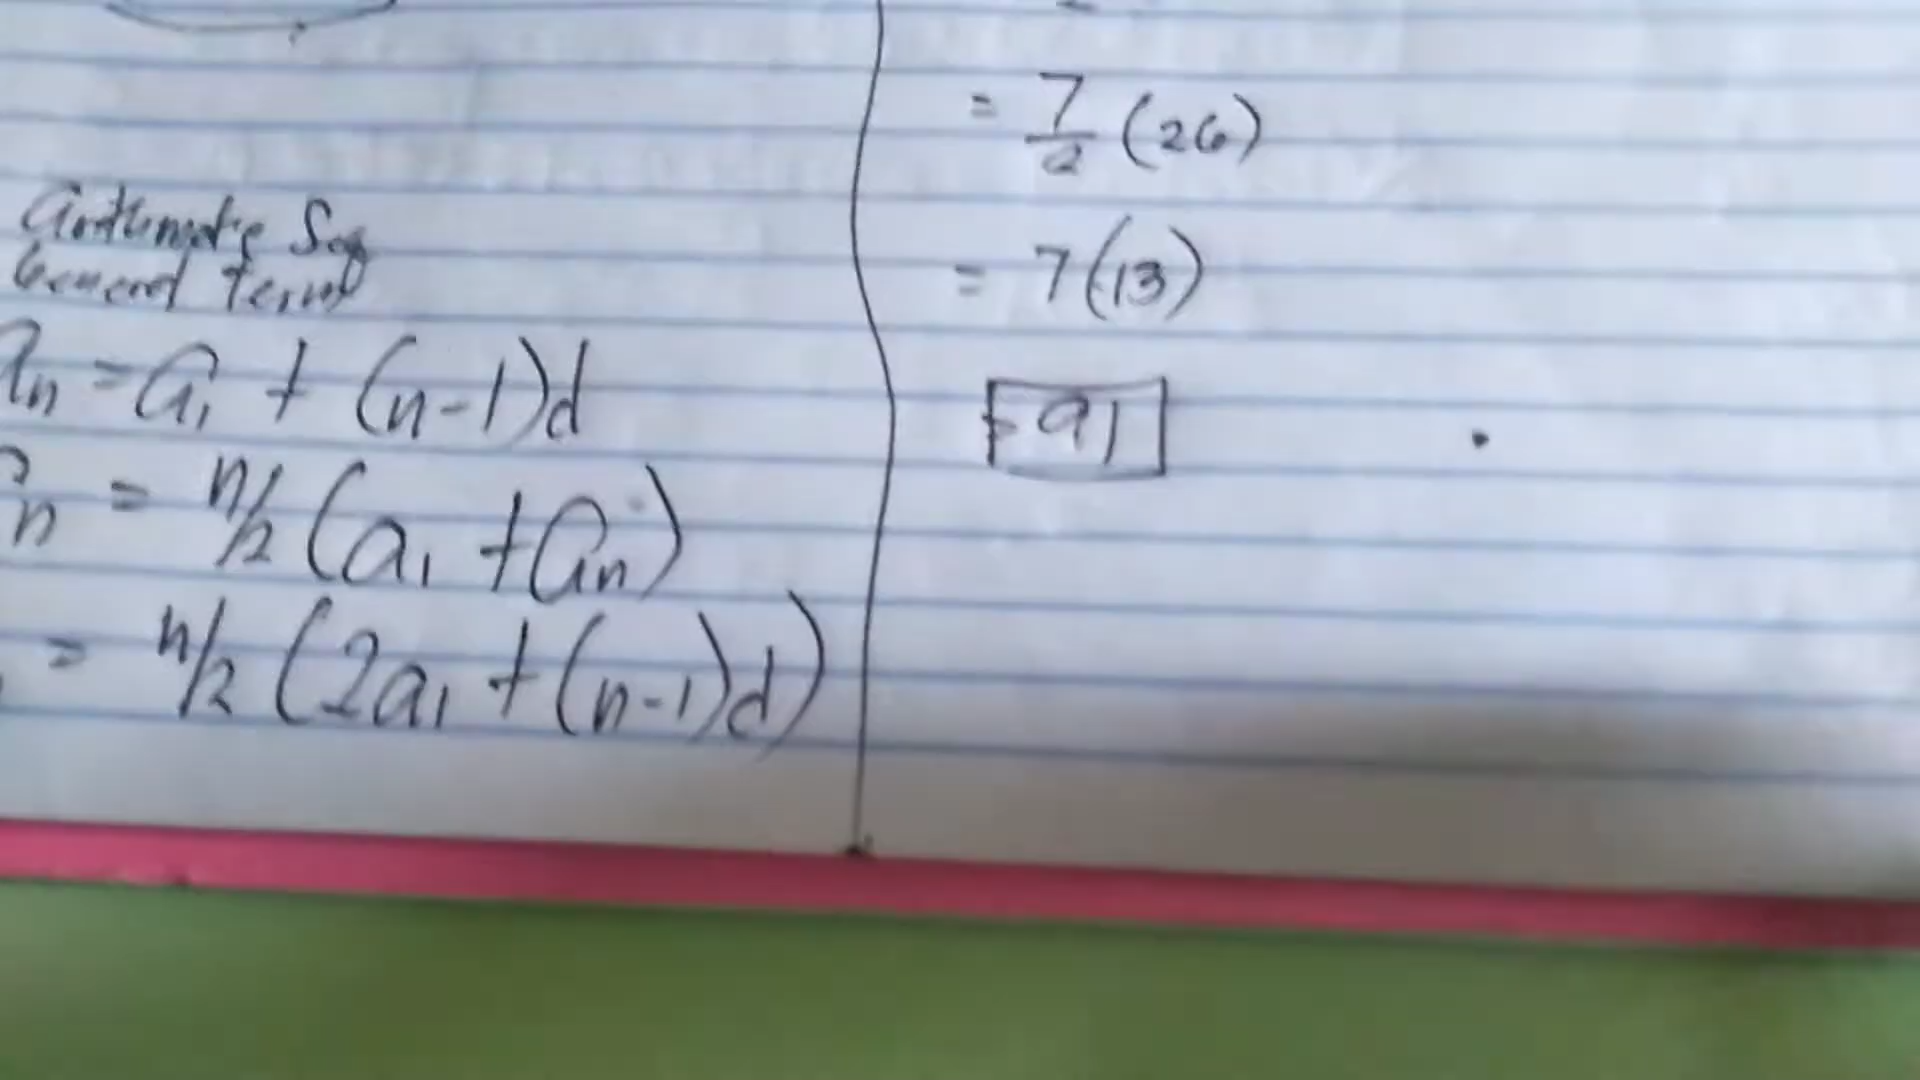 Arithmetic Seq
General Term
an = a1 + (n-1)d
n = n/2 (a1 + an)
= n/2 (2a1 + (n-1)d)
= 7/2 (26)
= 7(13)
= 91